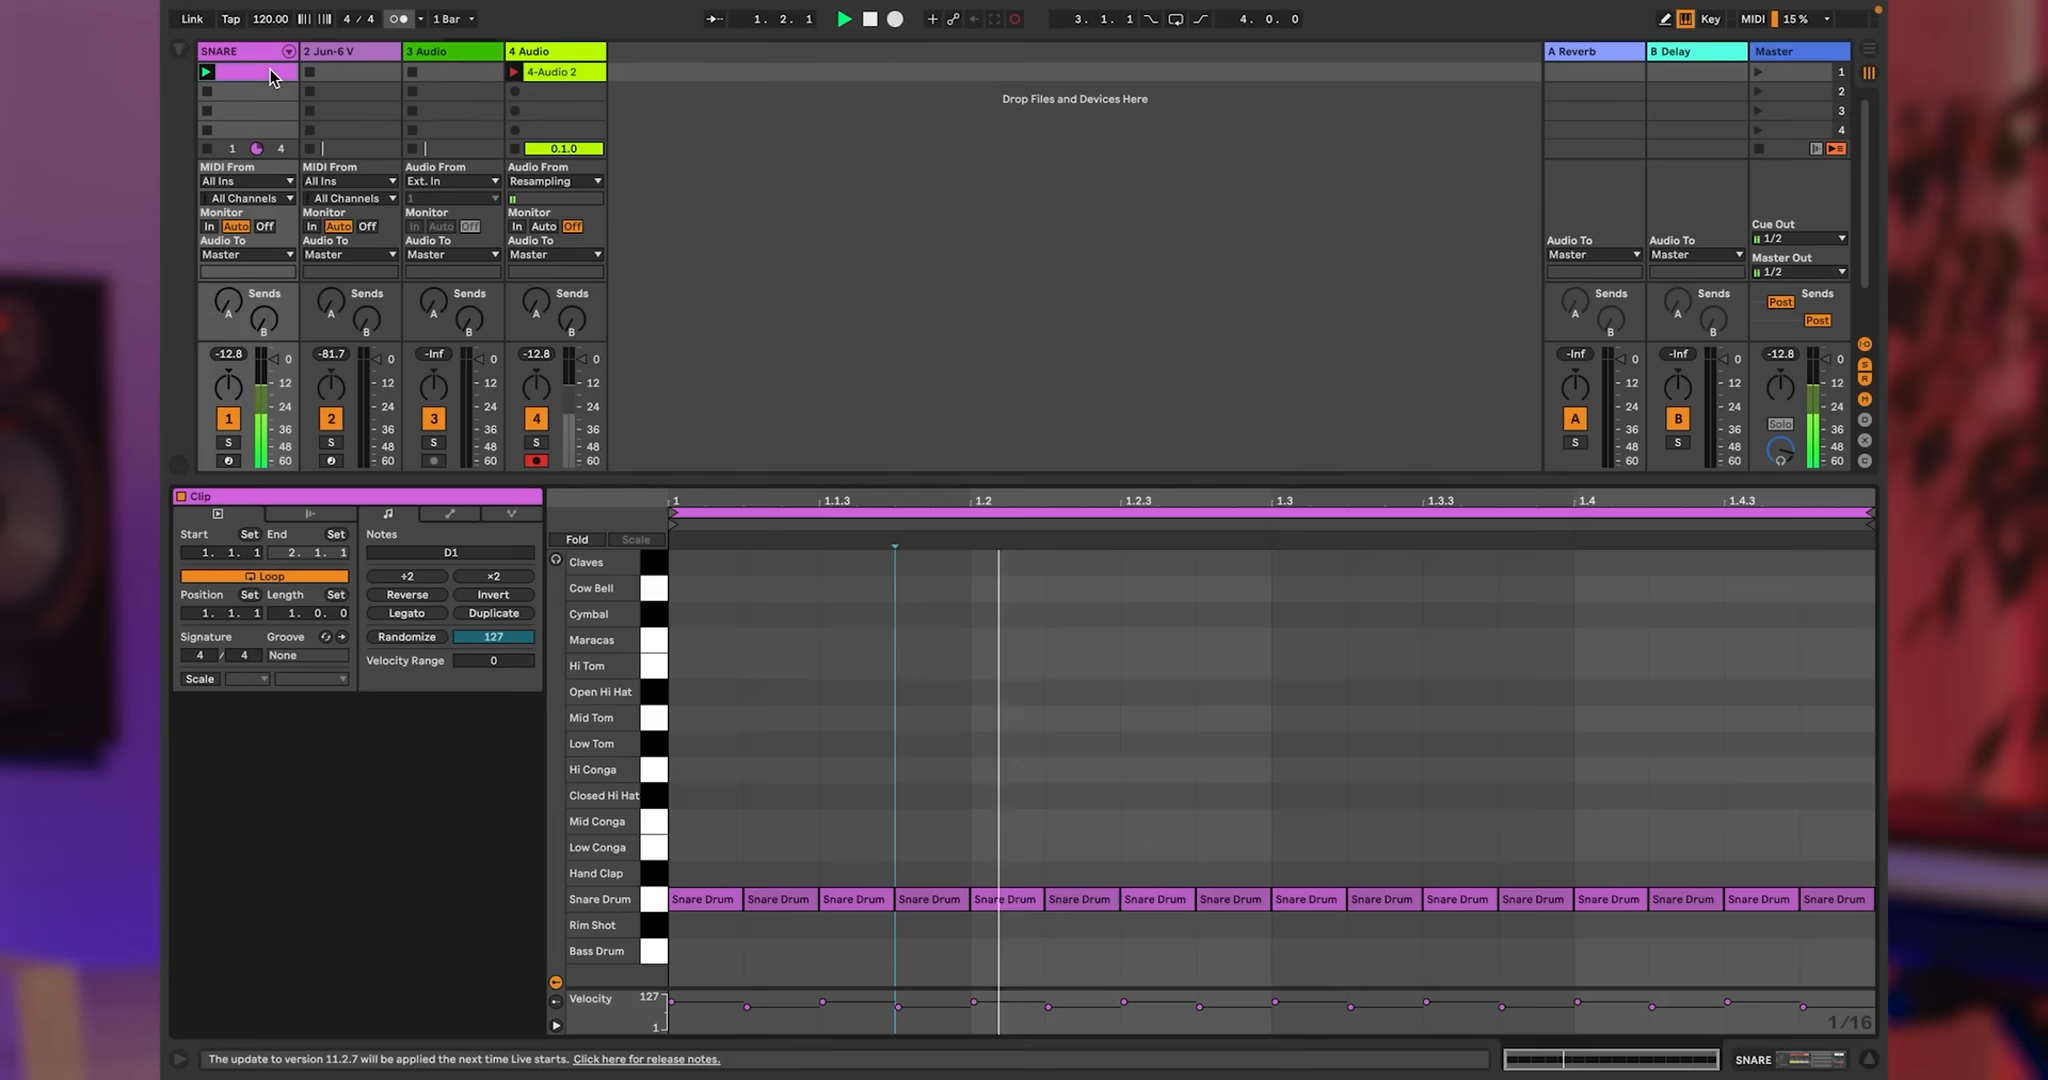 Link Tap 120.00 4 / 4 1 Bar 1. 2. 1 3. 1. 1 4. 0. 0 Key MIDI 15 %
SNARE 2 Jun-6 V 3 Audio 4 Audio A Reverb B Delay Master
4-Audio 2 1
2
Drop Files and Devices Here
3
4
1 4 0.1.0
MIDI From MIDI From Audio From Audio From
All Ins All Ins Ext. In Resampling
All Channels All Channels 1
Monitor Monitor Monitor Monitor
In Auto Off In Auto Off In Auto Off In Auto Off
Cue Out
1/2
Audio To Audio To Audio To Audio To Audio To Audio To
Master Master Master Master Master Master
Master Out
1/2
Sends Sends Sends Sends Sends Sends Sends
A A A A A A Post
B B B B B B Post
-12.8 0 -81.7 0 -Inf 0 -12.8 0 -Inf 0 -Inf 0 -12.8 0
12 12 12 12 12 12 12
24 24 24 24 24 24 24
1 2 3 4 A B
36 36 36 36 36 36 36
S S S S S S Solo
48 48 48 48 48 48 48
60 60 60 60 60 60 60
Clip
1 1.1.3 1.2 1.2.3 1.3 1.3.3 1.4 1.4.3
Start Set End Set Notes
1. 1. 1 2. 1. 1 D1
Loop ÷2 ×2
Position Set Length Set Reverse Invert
1. 1. 1 1. 0. 0 Legato Duplicate
Signature Groove Randomize 127
4 / 4 None Velocity Range 0
Scale
Fold Scale
Claves
Cow Bell
Cymbal
Maracas
Hi Tom
Open Hi Hat
Mid Tom
Low Tom
Hi Conga
Closed Hi Hat
Mid Conga
Low Conga
Hand Clap
Snare Drum Snare Drum Snare Drum Snare Drum Snare Drum Snare Drum Snare Drum Snare Drum Snare Drum Snare Drum Snare Drum Snare Drum Snare Drum Snare Drum Snare Drum Snare Drum Snare Drum
Rim Shot
Bass Drum
Velocity 127
1
1/16
The update to version 11.2.7 will be applied the next time Live starts. Click here for release notes.
SNARE